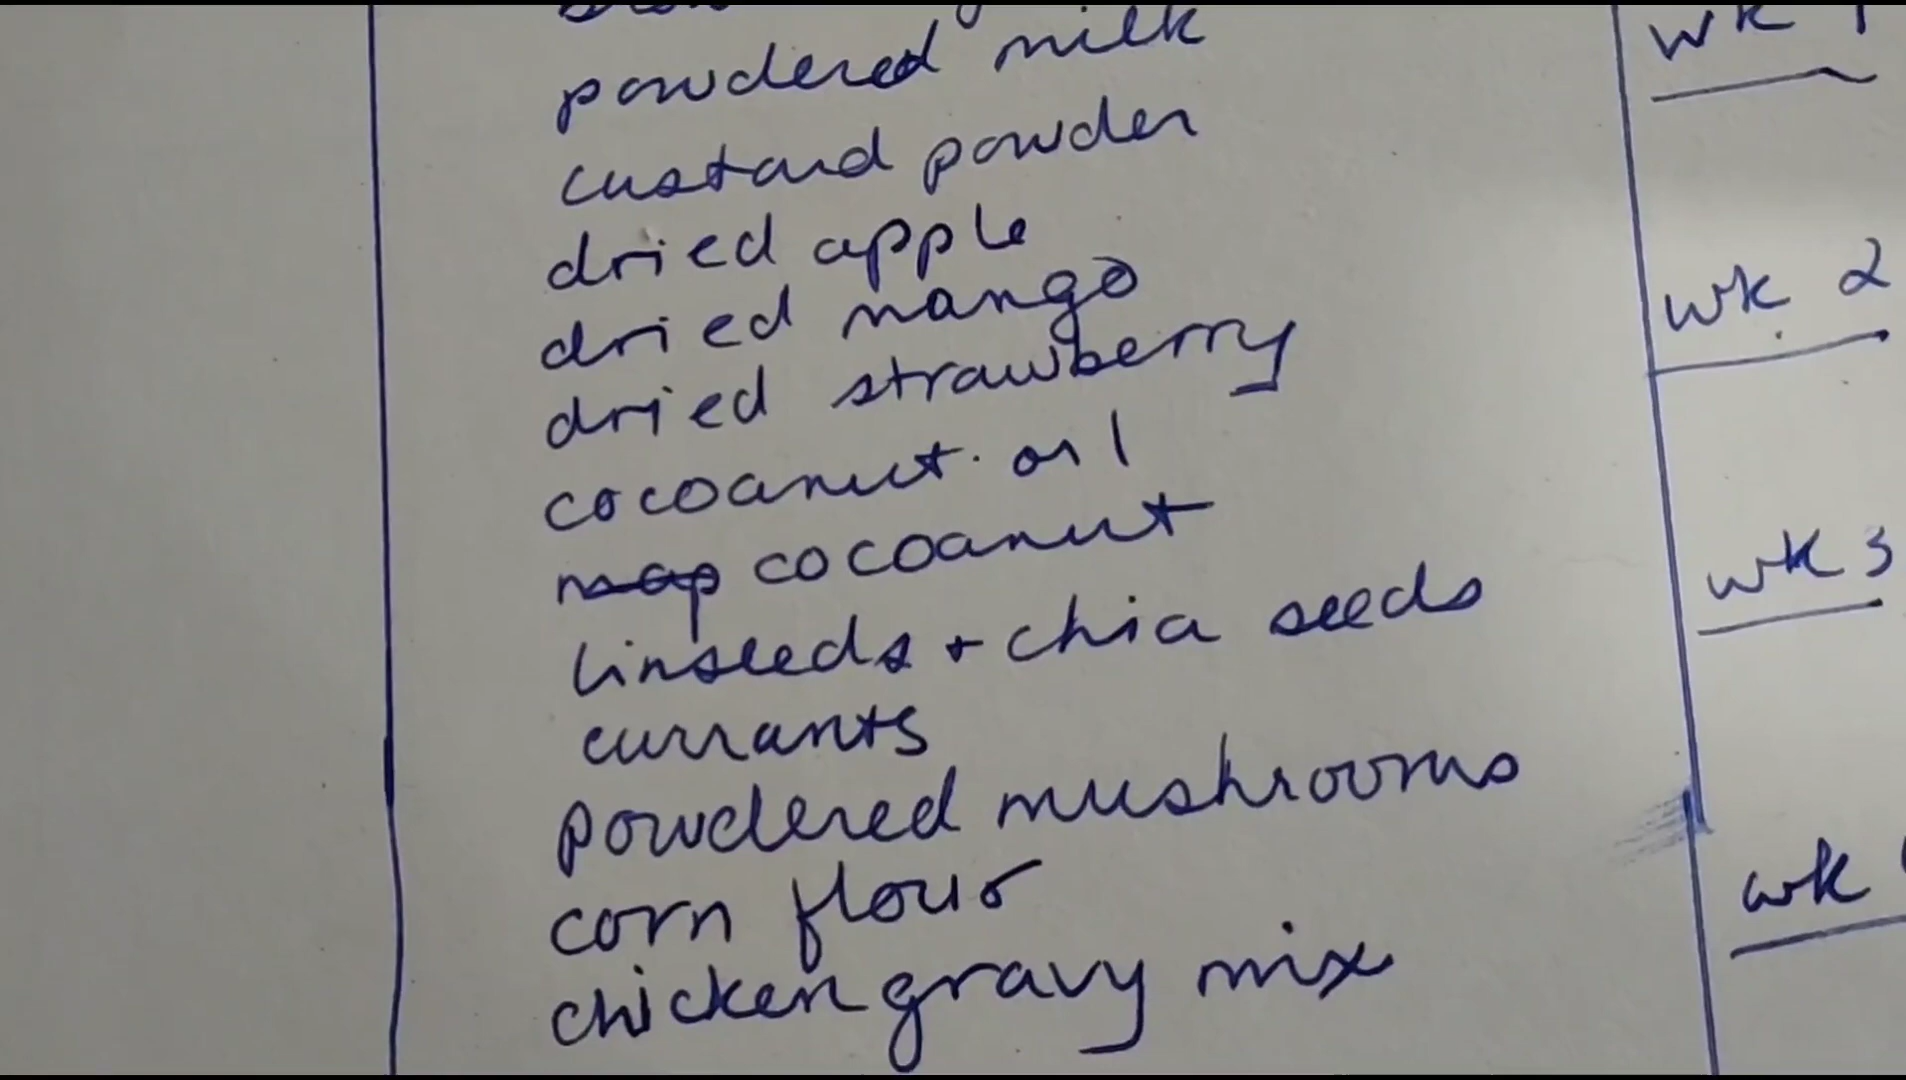 powdered milk
custard powder
dried apple
dried mango
dried strawberry
cocoanut oil
cocoanut
linseeds + chia seeds
currants
powdered mushrooms
corn flour
chicken gravy mix
wk 1
wk 2
wk 3
wk